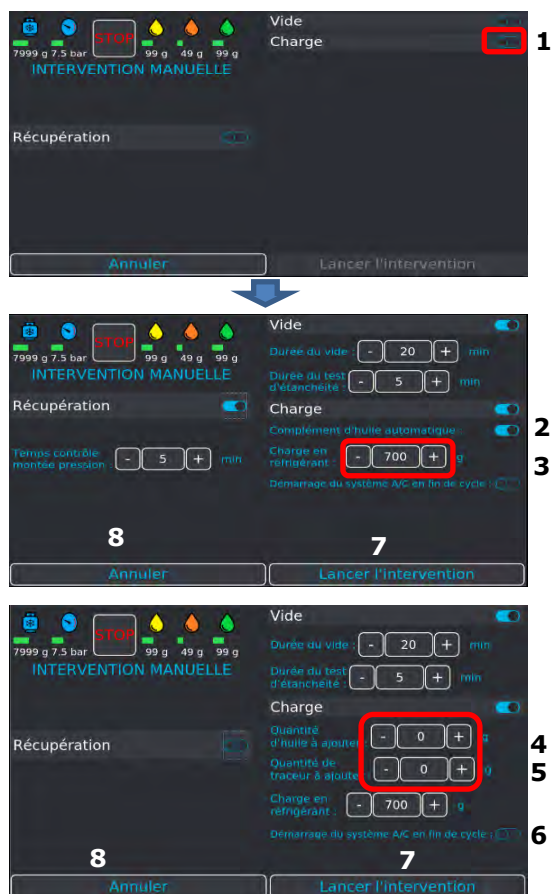 Vide
Charge
1
7999 g 7.5 bar STOP 99 g 49 g 99 g
INTERVENTION MANUELLE
Récupération
Annuler
Lancer l'intervention
Vide
7999 g 7.5 bar STOP 99 g 49 g 99 g
INTERVENTION MANUELLE
Durée du vide : - 20 + min
Durée du test
d'étanchéité : - 5 + min
Récupération
Charge
Complément d'huile automatique :
2
Temps contrôle
montée pression : - 5 + min
Charge en
réfrigérant : - 700 + g
3
Démarrage du système A/C en fin de cycle :
8
7
Annuler
Lancer l'intervention
Vide
7999 g 7.5 bar STOP 99 g 49 g 99 g
INTERVENTION MANUELLE
Durée du vide : - 20 + min
Durée du test
d'étanchéité : - 5 + min
Charge
Récupération
Quantité
d'huile à ajouter : - 0 + g
4
Quantité de
traceur à ajouter : - 0 + g
5
Charge en
réfrigérant : - 700 + g
Démarrage du système A/C en fin de cycle :
6
8
7
Annuler
Lancer l'intervention